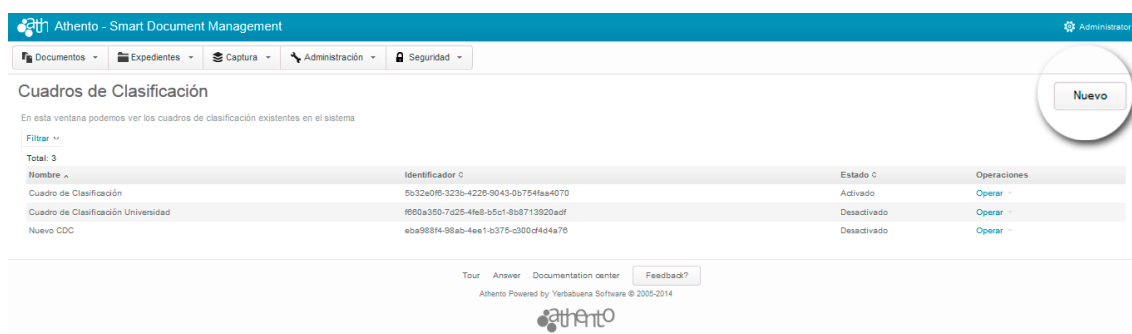 ath Athento - Smart Document Management Administrator
Documentos Expedientes Captura Administración Seguridad
Cuadros de Clasificación Nuevo
En esta ventana podemos ver los cuadros de clasificación existentes en el sistema
Filtrar
Total: 3
Nombre Identificador Estado Operaciones
Cuadro de Clasificación 5b32e0f6-323b-4226-9043-0b754faa4070 Activado Operar
Cuadro de Clasificación Universidad f660a350-7d25-4fe8-b5c1-8b8713920adf Desactivado Operar
Nuevo CDC eba988f4-98ab-4ee1-b375-c300cf4d4a76 Desactivado Operar
Tour Answer Documentation center Feedback?
Athento Powered by Yerbabuena Software © 2005-2014
athento